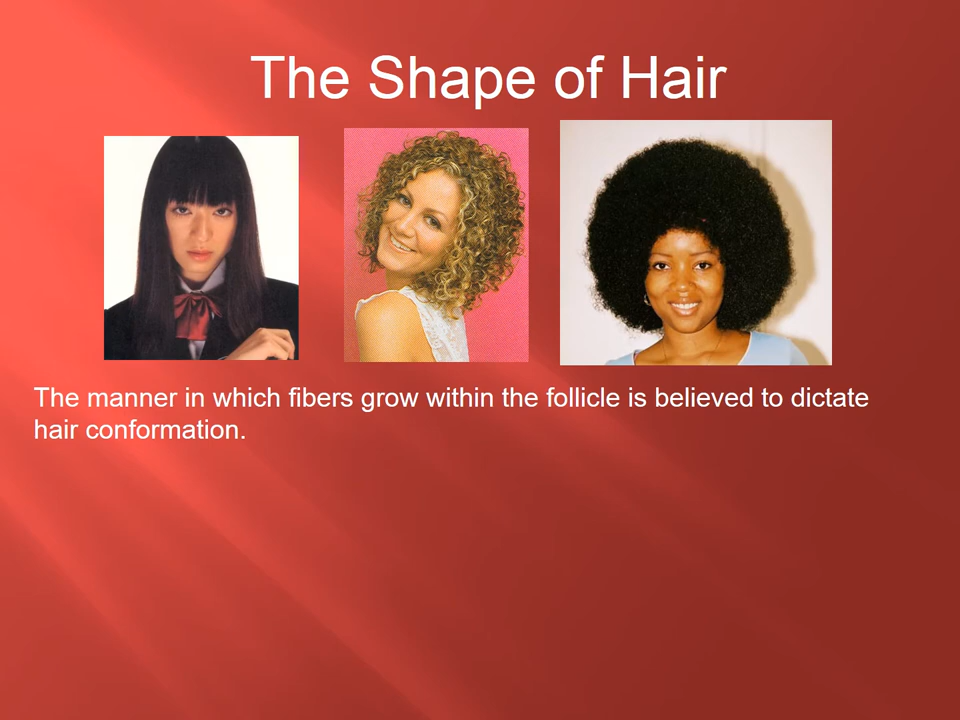 The Shape of Hair
The manner in which fibers grow within the follicle is believed to dictate
hair conformation.